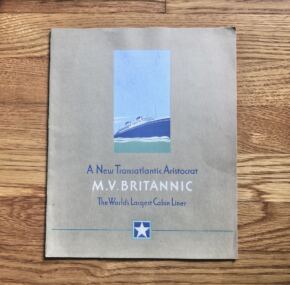 A New Transatlantic Aristocrat
M.V. BRITANNIC
The World's Largest Cabin Liner